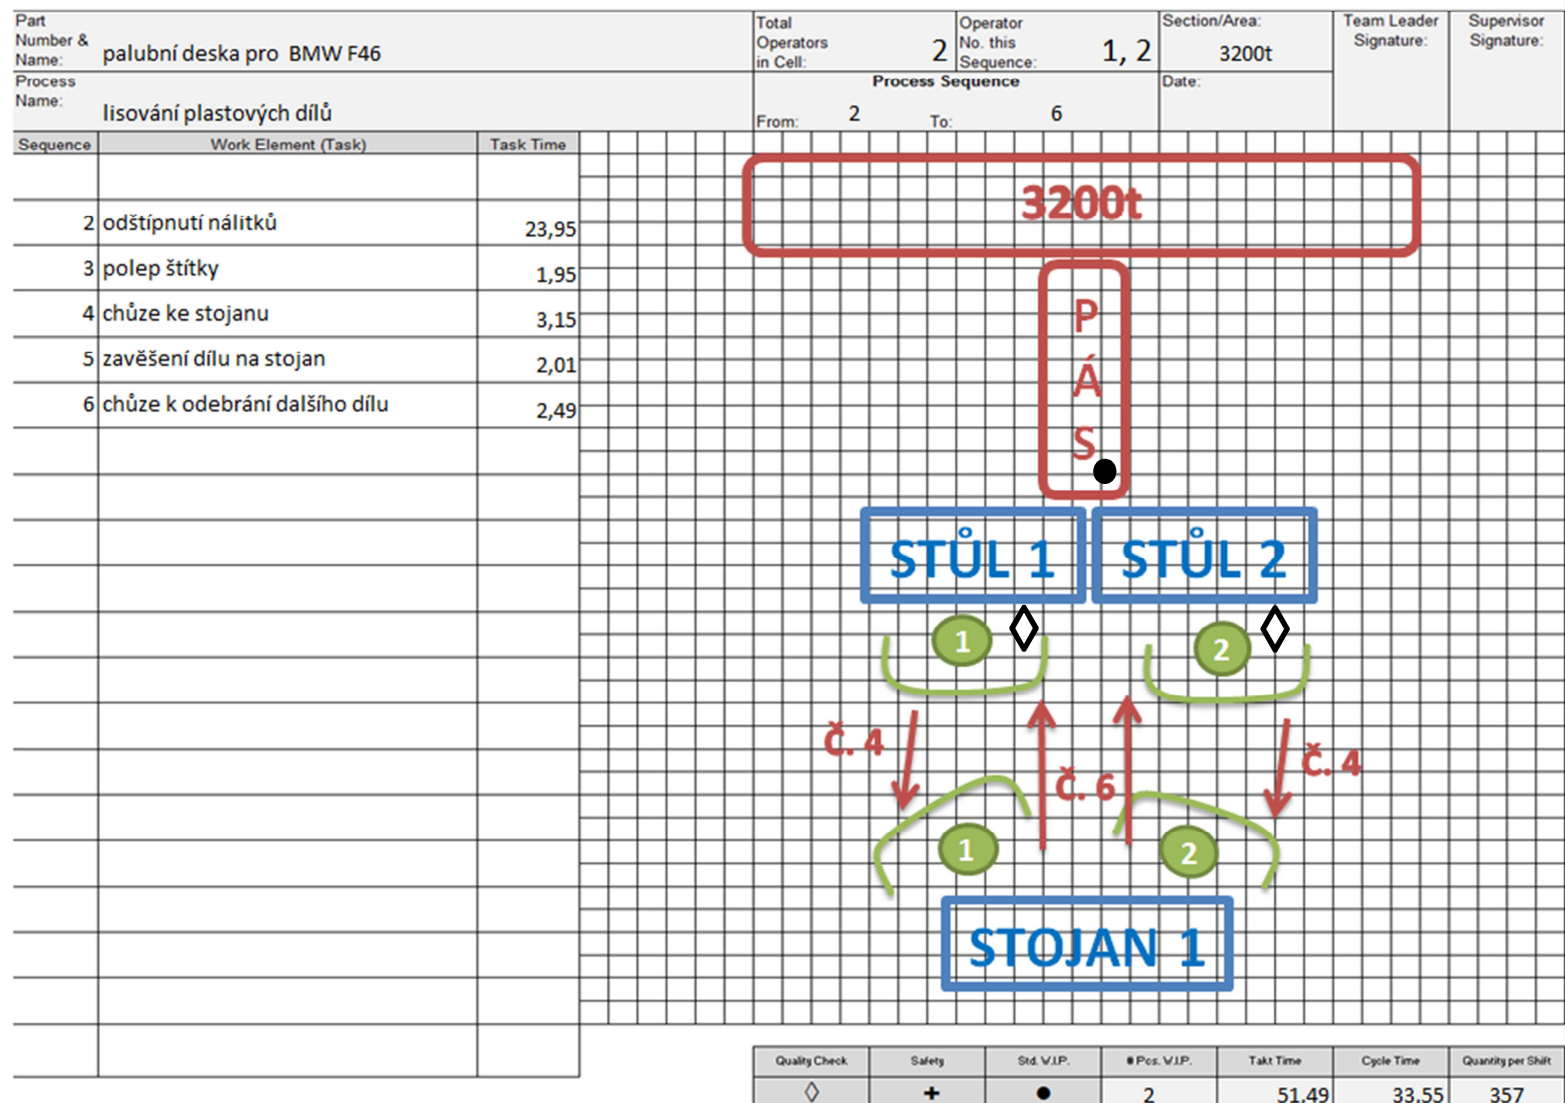 Part
Number &
Name: palubní deska pro BMW F46
Total
Operators
in Cell: 2
Operator
No. this
Sequence: 1, 2
Section/Area:
3200t
Team Leader
Signature:
Supervisor
Signature:
Process
Name:
lisování plastových dílů
Process Sequence
From: 2 To: 6
Date:
Sequence Work Element (Task) Task Time
2 odštípnutí nálitků 23,95
3 polep štítky 1,95
4 chůze ke stojanu 3,15
5 zavěšení dílu na stojan 2,01
6 chůze k odebrání dalšího dílu 2,49
3200t
P
Á
S
STŮL 1 STŮL 2
1 2
č. 4 č. 6 č. 4
1 2
STOJAN 1
Quality Check Safety Std. W.I.P. # Pcs. W.I.P. Takt Time Cycle Time Quantity per Shift
◊ + ● 2 51,49 33,55 357